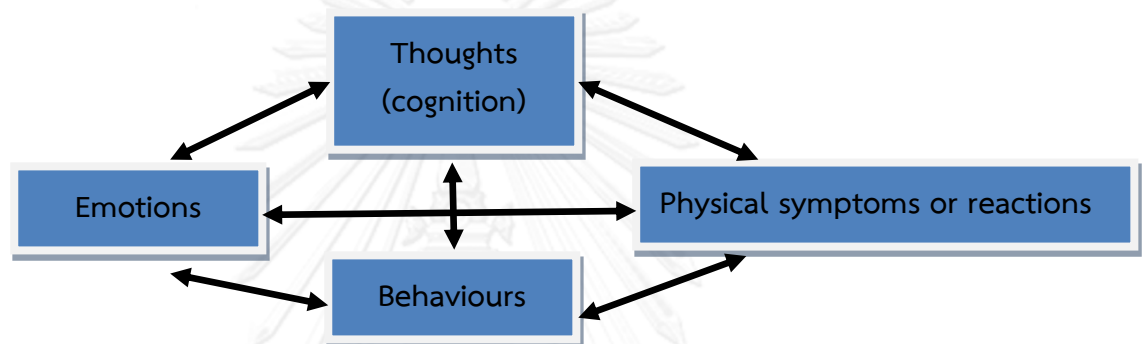 Thoughts
(cognition)
Emotions
Physical symptoms or reactions
Behaviours